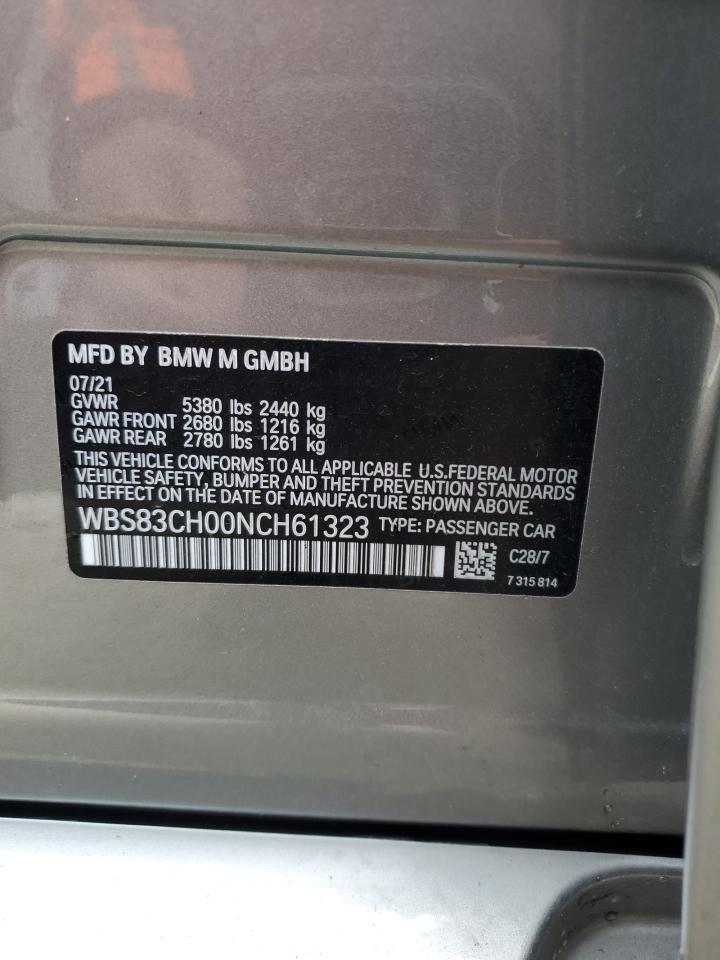 MFD BY BMW M GMBH
07/21
GVWR 5380 lbs 2440 kg
GAWR FRONT 2680 lbs 1216 kg
GAWR REAR 2780 lbs 1261 kg
THIS VEHICLE CONFORMS TO ALL APPLICABLE U.S.FEDERAL MOTOR
VEHICLE SAFETY, BUMPER AND THEFT PREVENTION STANDARDS
IN EFFECT ON THE DATE OF MANUFACTURE SHOWN ABOVE.
WBS83CH00NCH61323 TYPE: PASSENGER CAR
C28/7
7 315 814